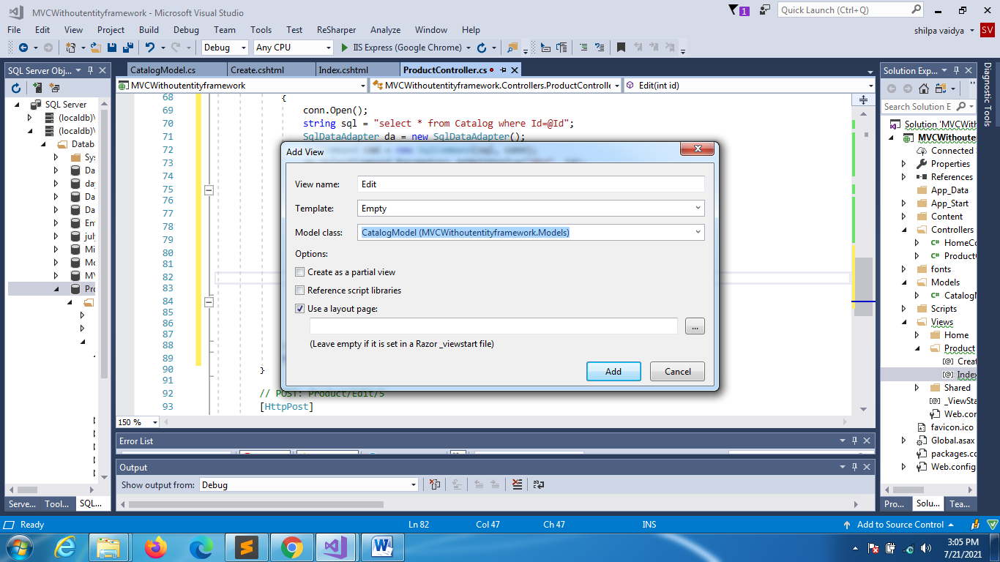 MVCWithoutentityframework - Microsoft Visual Studio
1
Quick Launch (Ctrl+Q)
File Edit View Project Build Debug Team Tools Test ReSharper Analyze Window Help
shilpa vaidya SV
Debug Any CPU IIS Express (Google Chrome)
SQL Server Obj...
CatalogModel.cs Create.cshtml Index.cshtml ProductController.cs
Solution Exp...
Diagnostic Tools
MVCWithoutentityframework MVCWithoutentityframework.Controllers.ProductControlle Edit(int id)
Search Solution E
SQL Server
(localdb)\
(localdb)\
Datab
Sys
Da
day
Da
Da
Ent
july
Mi
Mo
MV
Pro
68 {
69 conn.Open();
70 string sql = "select * from Catalog where Id=@Id";
71 SqlDataAdapter da = new SqlDataAdapter();
72
73
74
75
76
77
78
79
80
81
82
83
84
85
86
87
88
89
90 }
91
92 // POST: Product/Edit/5
93 [HttpPost]
150 %
Add View
View name: Edit
Template: Empty
Model class: CatalogModel (MVCWithoutentityframework.Models)
Options:
Create as a partial view
Reference script libraries
Use a layout page:
...
(Leave empty if it is set in a Razor _viewstart file)
Add Cancel
Solution 'MVCWith
MVCWithoute
Connected
Properties
References
App_Data
App_Start
Content
Controllers
C# HomeCo
C# Product
fonts
Models
C# CatalogM
Scripts
Views
Home
Product
Creat
Index
Shared
_ViewSta
Web.con
favicon.ico
Global.asax
packages.co
Web.config
Error List
Output
Show output from: Debug
Serve... Tool... SQL...
Pro... Solu... Tea...
Ready Ln 82 Col 47 Ch 47 INS Add to Source Control
3:05 PM
7/21/2021